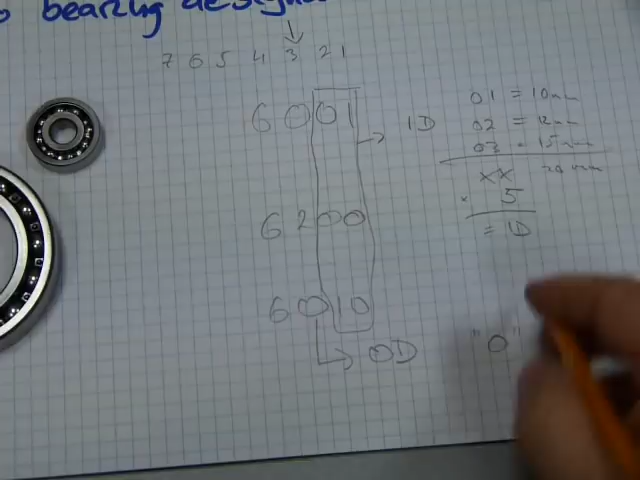 bearing
7 6 5 4 3 2 1
6001
ID
6200
6010
OD
01 = 10mm
02 = 12mm
03 = 15mm
XX 20mm
× 5
= ID
"0"